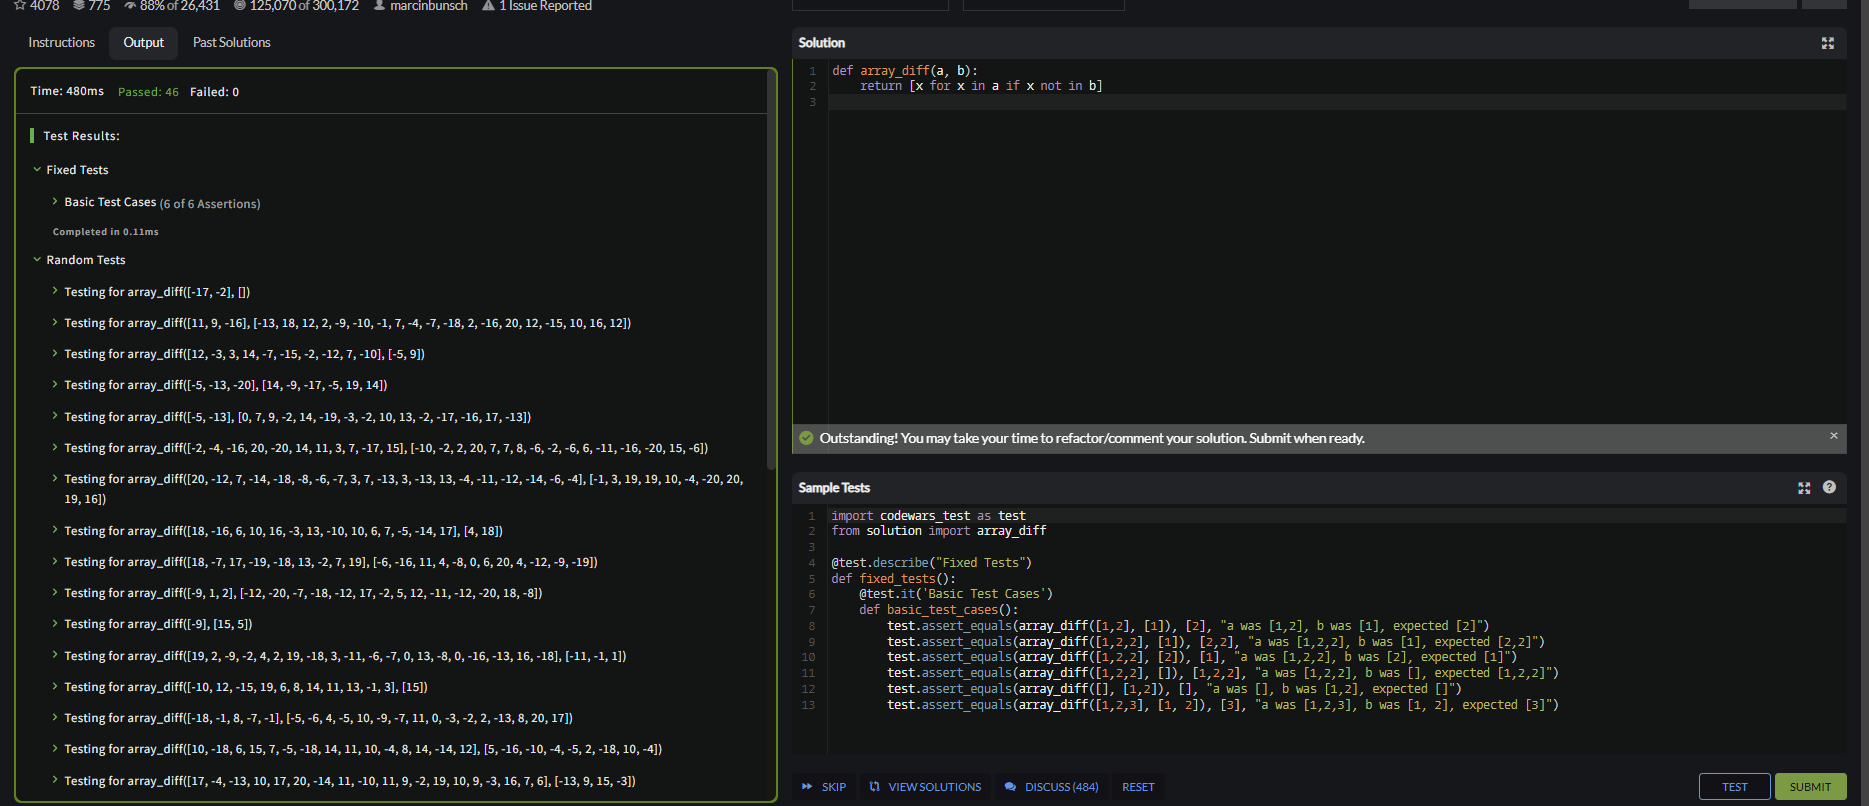 4078 775 88% of 26,431 125,070 of 300,172 marcinbunsch 1 Issue Reported
Instructions Output Past Solutions
Time: 480ms Passed: 46 Failed: 0
Test Results:
Fixed Tests
Basic Test Cases (6 of 6 Assertions)
Completed in 0.11ms
Random Tests
Testing for array_diff([-17, -2], [])
Testing for array_diff([11, 9, -16], [-13, 18, 12, 2, -9, -10, -1, 7, -4, -7, -18, 2, -16, 20, 12, -15, 10, 16, 12])
Testing for array_diff([12, -3, 3, 14, -7, -15, -2, -12, 7, -10], [-5, 9])
Testing for array_diff([-5, -13, -20], [14, -9, -17, -5, 19, 14])
Testing for array_diff([-5, -13], [0, 7, 9, -2, 14, -19, -3, -2, 10, 13, -2, -17, -16, 17, -13])
Testing for array_diff([-2, -4, -16, 20, -20, 14, 11, 3, 7, -17, 15], [-10, -2, 2, 20, 7, 7, 8, -6, -2, -6, 6, -11, -16, -20, 15, -6])
Testing for array_diff([20, -12, 7, -14, -18, -8, -6, -7, 3, 7, -13, 3, -13, 13, -4, -11, -12, -14, -6, -4], [-1, 3, 19, 19, 10, -4, -20, 20,
19, 16])
Testing for array_diff([18, -16, 6, 10, 16, -3, 13, -10, 10, 6, 7, -5, -14, 17], [4, 18])
Testing for array_diff([18, -7, 17, -19, -18, 13, -2, 7, 19], [-6, -16, 11, 4, -8, 0, 6, 20, 4, -12, -9, -19])
Testing for array_diff([-9, 1, 2], [-12, -20, -7, -18, -12, 17, -2, 5, 12, -11, -12, -20, 18, -8])
Testing for array_diff([-9], [15, 5])
Testing for array_diff([19, 2, -9, -2, 4, 2, 19, -18, 3, -11, -6, -7, 0, 13, -8, 0, -16, -13, 16, -18], [-11, -1, 1])
Testing for array_diff([-10, 12, -15, 19, 6, 8, 14, 11, 13, -1, 3], [15])
Testing for array_diff([-18, -1, 8, -7, -1], [-5, -6, 4, -5, 10, -9, -7, 11, 0, -3, -2, 2, -13, 8, 20, 17])
Testing for array_diff([10, -18, 6, 15, 7, -5, -18, 14, 11, 10, -4, 8, 14, -14, 12], [5, -16, -10, -4, -5, 2, -18, 10, -4])
Testing for array_diff([17, -4, -13, 10, 17, 20, -14, 11, -10, 11, 9, -2, 19, 10, 9, -3, 16, 7, 6], [-13, 9, 15, -3])
Solution
1 def array_diff(a, b):
2 return [x for x in a if x not in b]
3
Outstanding! You may take your time to refactor/comment your solution. Submit when ready.
Sample Tests
1 import codewars_test as test
2 from solution import array_diff
3
4 @test.describe("Fixed Tests")
5 def fixed_tests():
6 @test.it('Basic Test Cases')
7 def basic_test_cases():
8 test.assert_equals(array_diff([1,2], [1]), [2], "a was [1,2], b was [1], expected [2]")
9 test.assert_equals(array_diff([1,2,2], [1]), [2,2], "a was [1,2,2], b was [1], expected [2,2]")
10 test.assert_equals(array_diff([1,2,2], [2]), [1], "a was [1,2,2], b was [2], expected [1]")
11 test.assert_equals(array_diff([1,2,2], []), [1,2,2], "a was [1,2,2], b was [], expected [1,2,2]")
12 test.assert_equals(array_diff([], [1,2]), [], "a was [], b was [1,2], expected []")
13 test.assert_equals(array_diff([1,2,3], [1, 2]), [3], "a was [1,2,3], b was [1, 2], expected [3]")
SKIP VIEW SOLUTIONS DISCUSS (484) RESET TEST SUBMIT